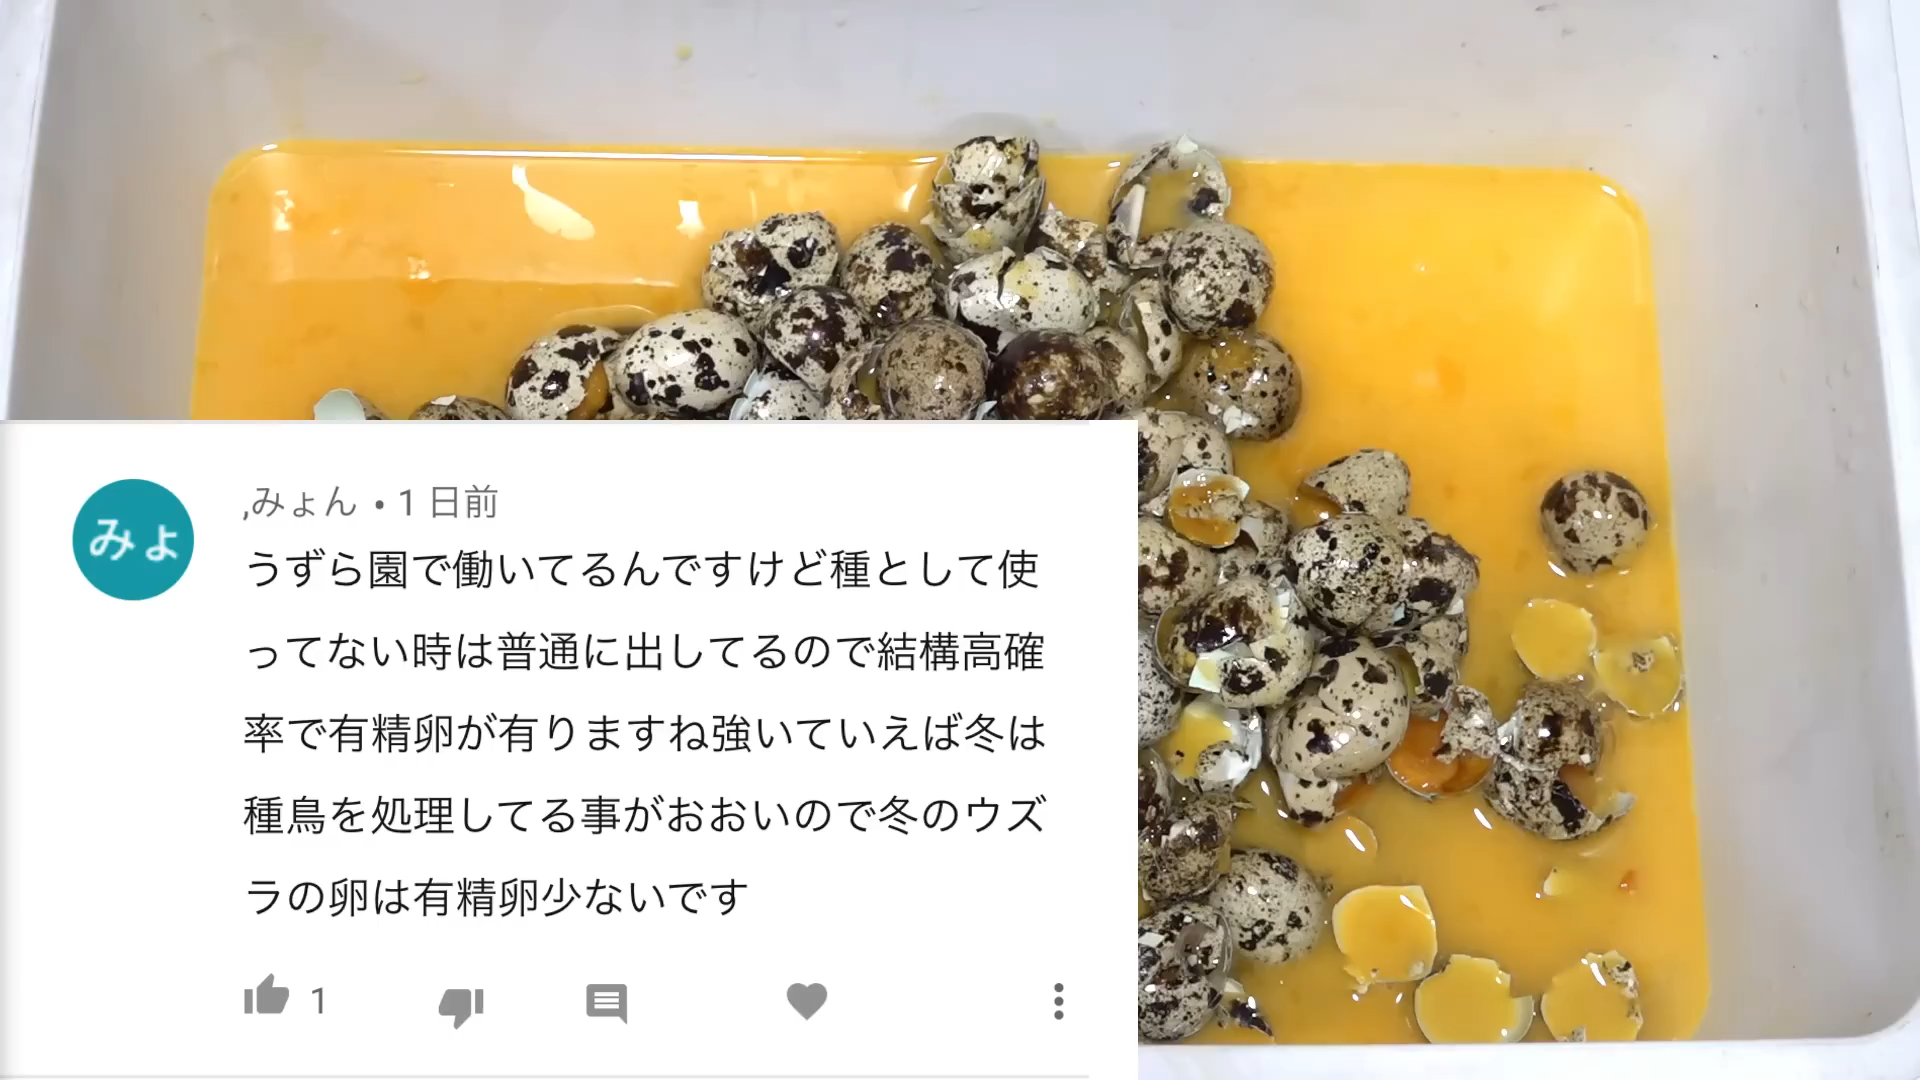 みょ
,みょん • 1 日前
うずら園で働いてるんですけど種として使
ってない時は普通に出してるので結構高確
率で有精卵が有りますね強いていえば冬は
種鳥を処理してる事がおおいので冬のウズ
ラの卵は有精卵少ないです
1